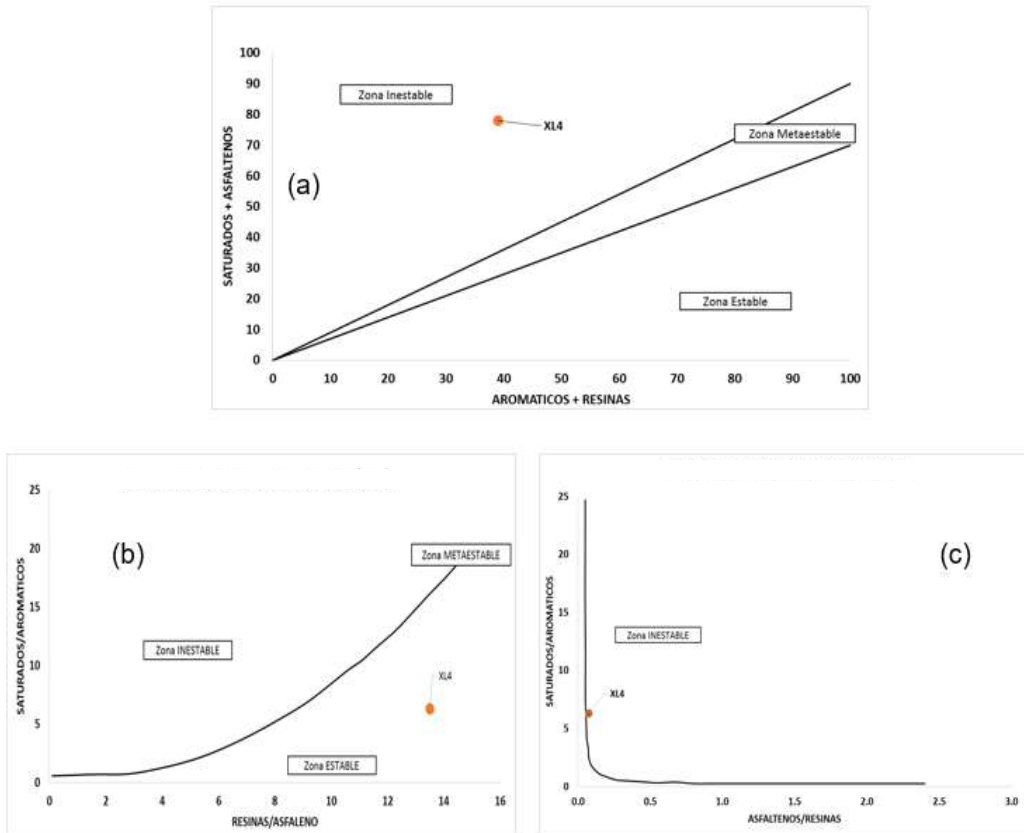 100
90
80
70
60
50
40
30
20
10
0
SATURADOS + ASFALTENOS
(a)
Zona Inestable
XL4
Zona Metaestable
Zona Estable
0 10 20 30 40 50 60 70 80 90 100
AROMATICOS + RESINAS
25
20
15
10
5
0
SATURADOS/AROMATICOS
(b)
Zona METAESTABLE
Zona INESTABLE
XL4
Zona ESTABLE
0 2 4 6 8 10 12 14 16
RESINAS/ASFALENO
25
20
15
10
5
0
SATURADOS/AROMATICOS
(c)
Zona INESTABLE
XL4
0.0 0.5 1.0 1.5 2.0 2.5 3.0
ASFALTENOS/RESINAS